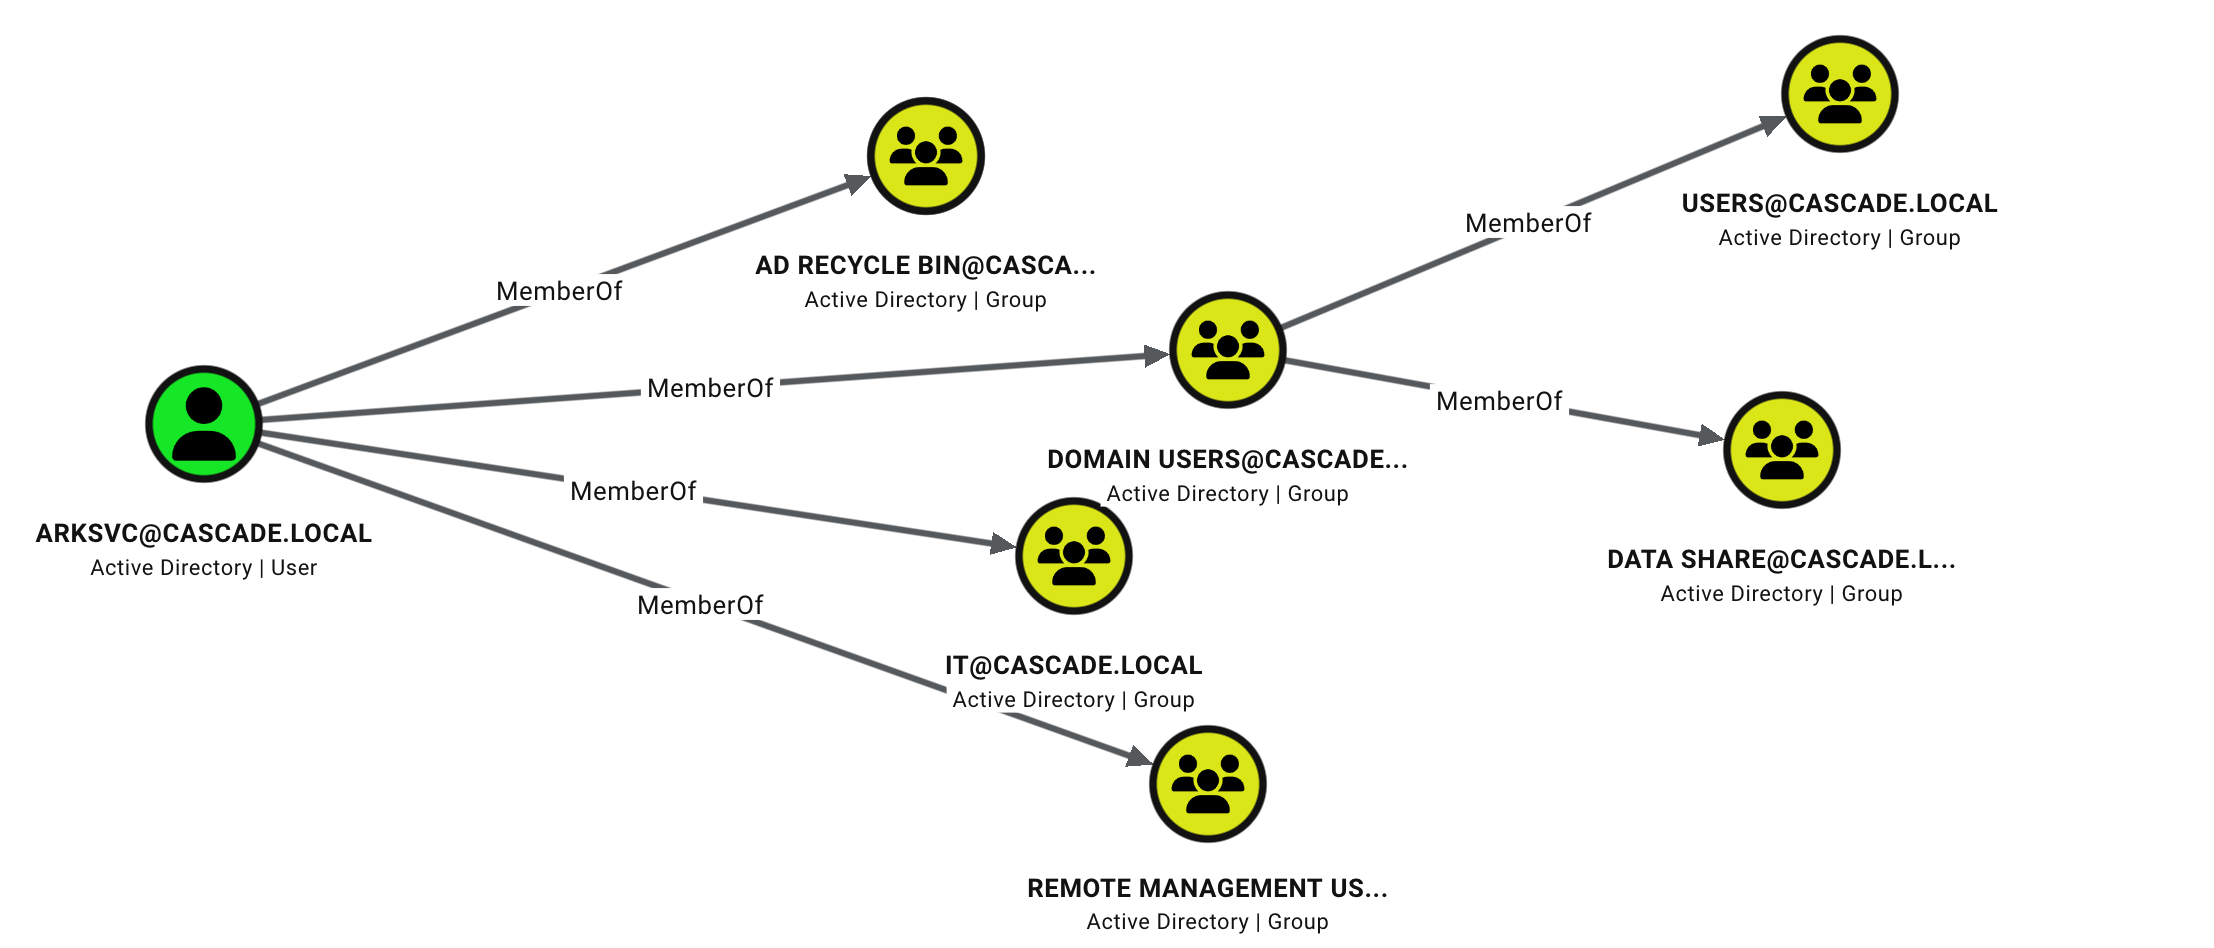 USERS@CASCADE.LOCAL
Active Directory | Group
MemberOf
AD RECYCLE BIN@CASCA...
Active Directory | Group
MemberOf
MemberOf
MemberOf
DOMAIN USERS@CASCADE...
Active Directory | Group
MemberOf
ARKSVC@CASCADE.LOCAL
Active Directory | User
DATA SHARE@CASCADE.L...
Active Directory | Group
MemberOf
IT@CASCADE.LOCAL
Active Directory | Group
REMOTE MANAGEMENT US...
Active Directory | Group